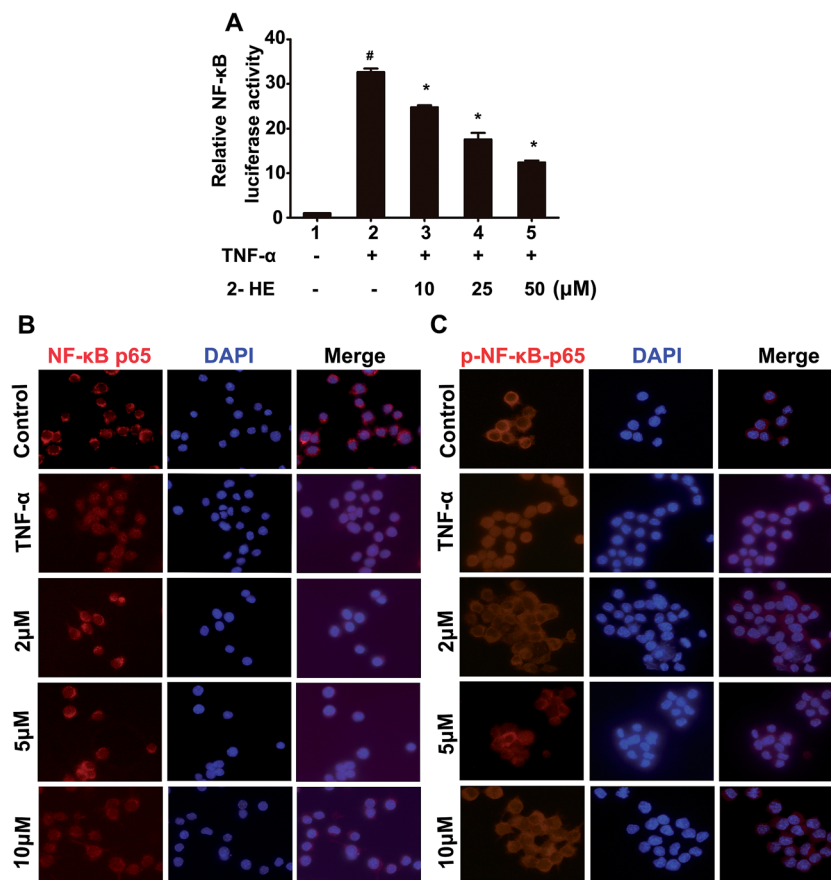 A
Relative NF-κB
luciferase activity
40
30
20
10
0
#
*
*
*
1 2 3 4 5
TNF-α - + + + +
2- HE - - 10 25 50 (μM)
B
NF-κB p65 DAPI Merge
Control
TNF-α
2μM
5μM
10μM
C
p-NF-κB-p65 DAPI Merge
Control
TNF-α
2μM
5μM
10μM